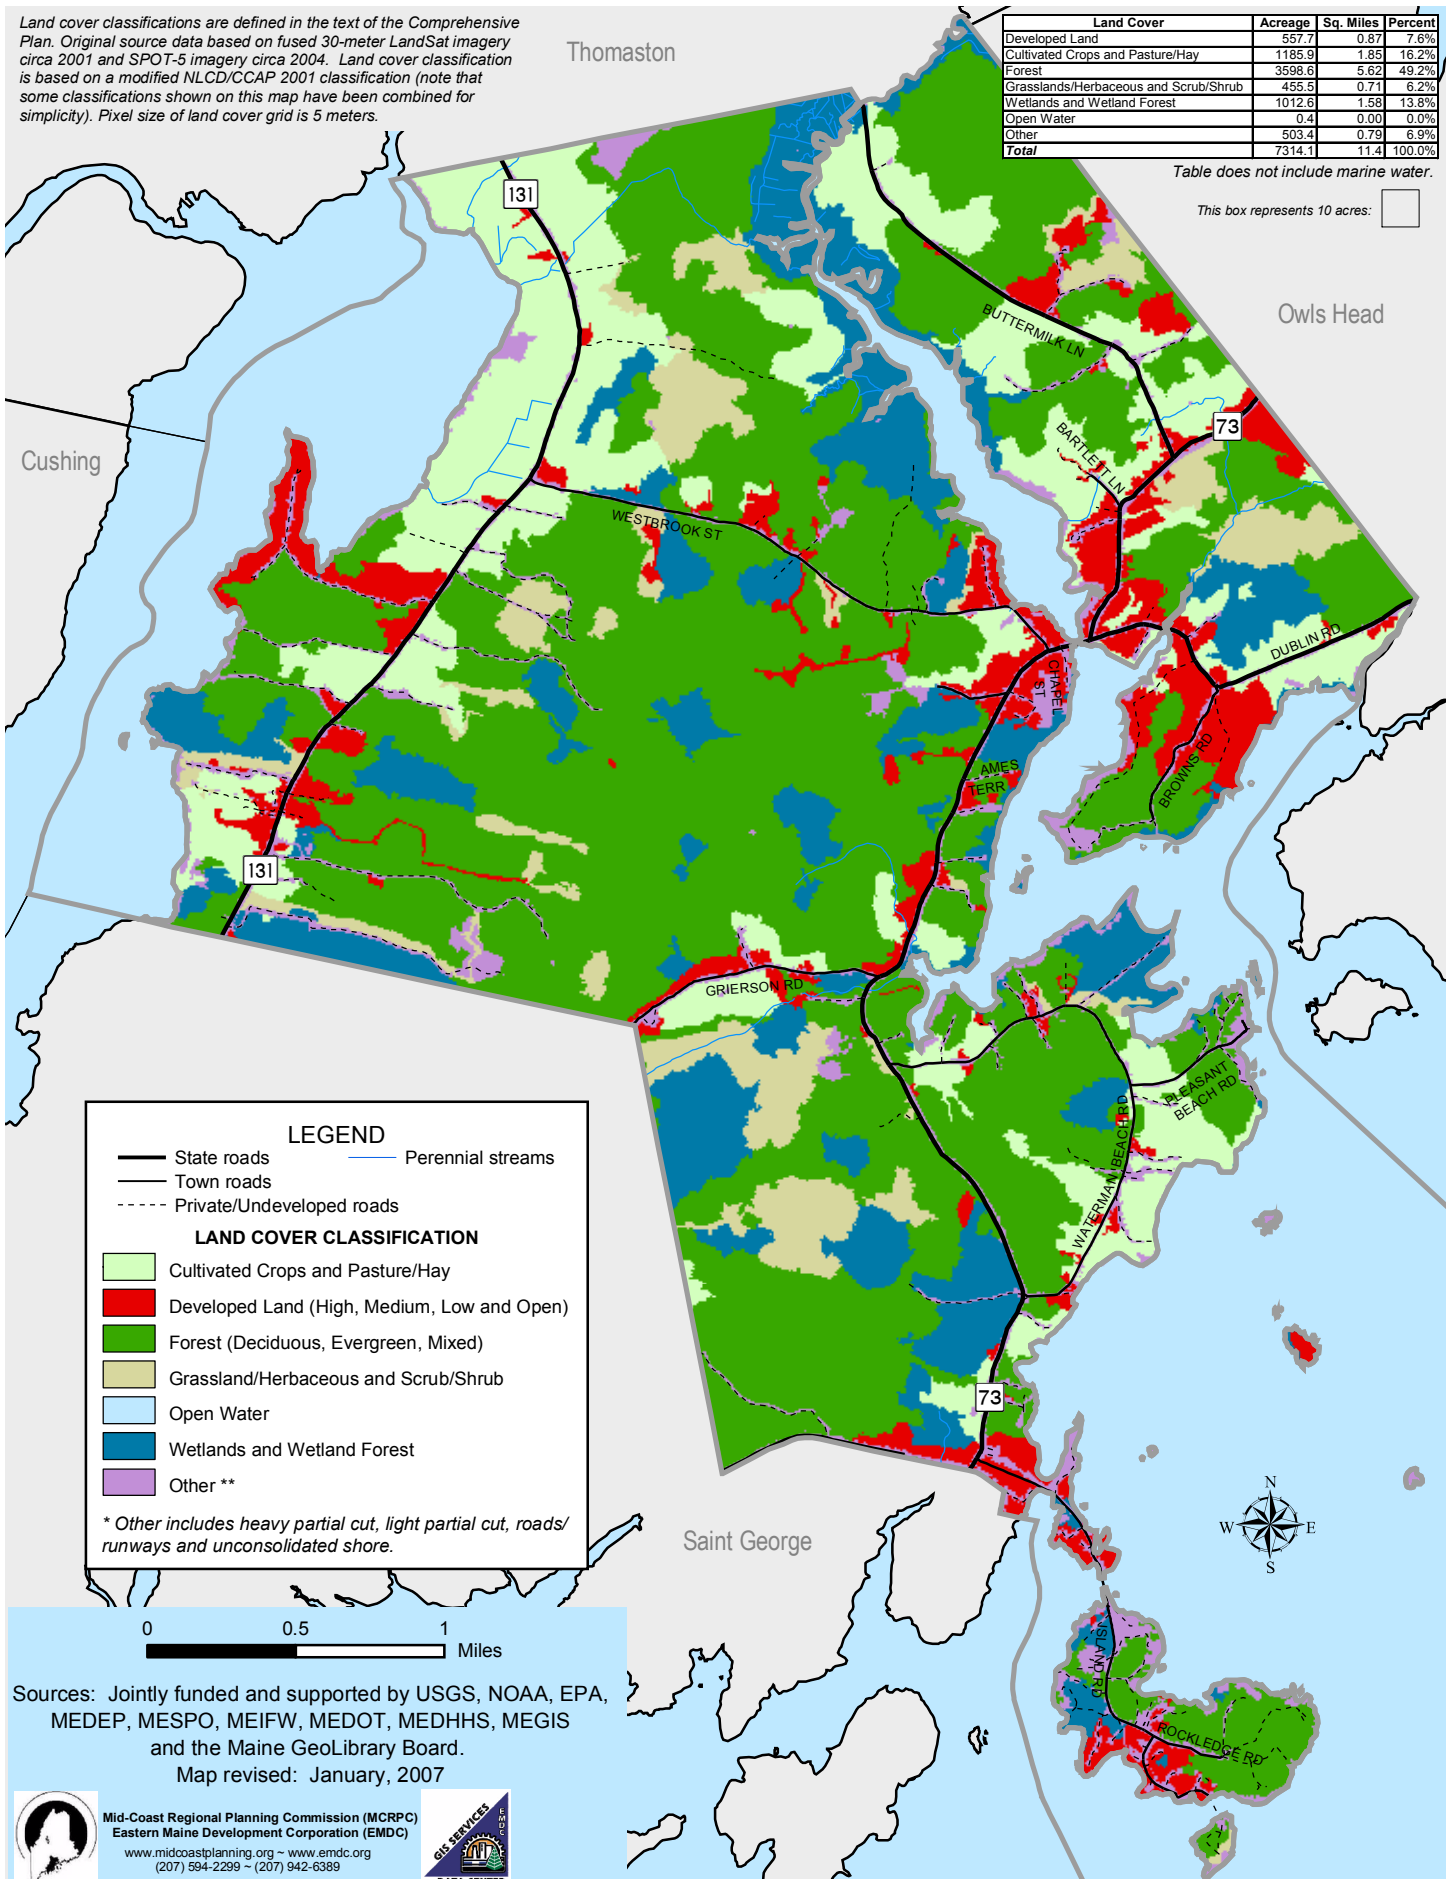 Land cover classifications are defined in the text of the Comprehensive
Plan. Original source data based on fused 30-meter LandSat imagery
circa 2001 and SPOT-5 imagery circa 2004. Land cover classification
is based on a modified NLCD/CCAP 2001 classification (note that
some classifications shown on this map have been combined for
simplicity). Pixel size of land cover grid is 5 meters.
Land Cover Acreage Sq. Miles Percent
Developed Land 557.7 0.87 7.6%
Cultivated Crops and Pasture/Hay 1185.9 1.85 16.2%
Forest 3598.6 5.62 49.2%
Grasslands/Herbaceous and Scrub/Shrub 455.5 0.71 6.2%
Wetlands and Wetland Forest 1012.6 1.58 13.8%
Open Water 0.4 0.00 0.0%
Other 503.4 0.79 6.9%
Total 7314.1 11.4 100.0%
Table does not include marine water.
This box represents 10 acres:
Thomaston
Owls Head
Cushing
Saint George
131
BUTTERMILK LN
73
BARTLETT LN
WESTBROOK ST
DUBLIN RD
CHAPEL
ST
BROWNS RD
AMES
TERR
131
GRIERSON RD
PLEASANT
BEACH RD
WATERMAN BEACH RD
73
ISLAND RD
ROCKLEDGE RD
N
W
E
S
LEGEND
State roads
Perennial streams
Town roads
Private/Undeveloped roads
LAND COVER CLASSIFICATION
Cultivated Crops and Pasture/Hay
Developed Land (High, Medium, Low and Open)
Forest (Deciduous, Evergreen, Mixed)
Grassland/Herbaceous and Scrub/Shrub
Open Water
Wetlands and Wetland Forest
Other **
* Other includes heavy partial cut, light partial cut, roads/
runways and unconsolidated shore.
0 0.5 1
Miles
Sources: Jointly funded and supported by USGS, NOAA, EPA,
MEDEP, MESPO, MEIFW, MEDOT, MEDHHS, MEGIS
and the Maine GeoLibrary Board.
Map revised: January, 2007
Mid-Coast Regional Planning Commission (MCRPC)
Eastern Maine Development Corporation (EMDC)
www.midcoastplanning.org ~ www.emdc.org
(207) 594-2299 ~ (207) 942-6389
GIS SERVICES
EMDC
DATA CENTER